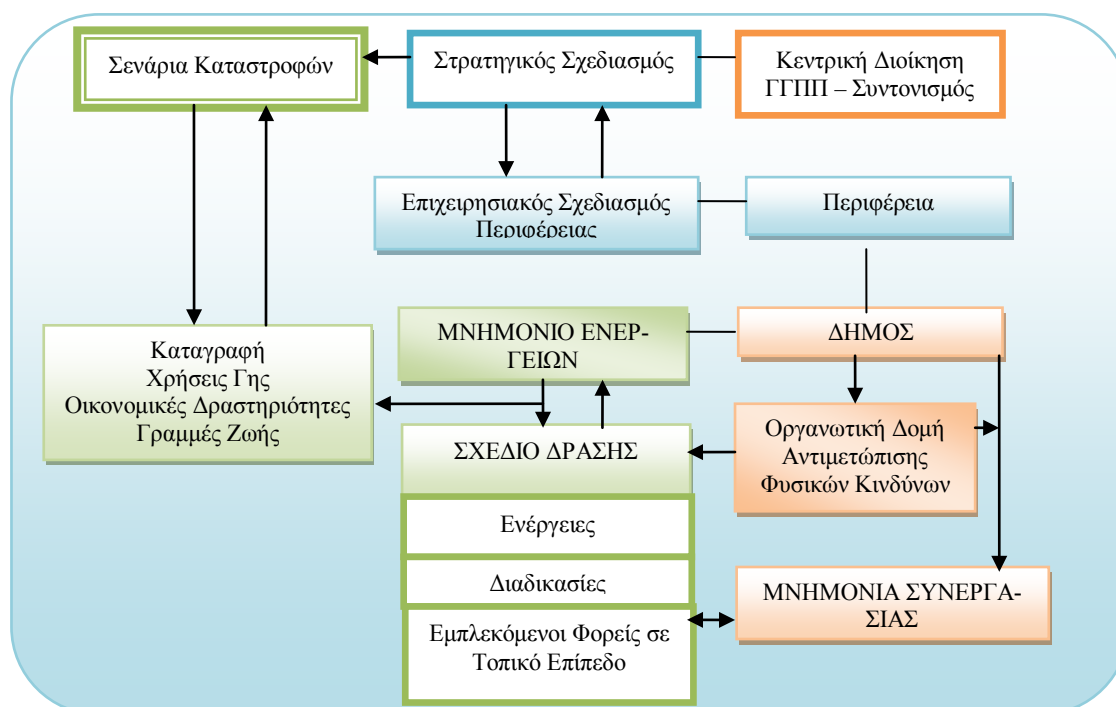 Σενάρια Καταστροφών
Στρατηγικός Σχεδιασμός
Κεντρική Διοίκηση
ΓΓΠΠ – Συντονισμός
Επιχειρησιακός Σχεδιασμός
Περιφέρειας
Περιφέρεια
Καταγραφή
Χρήσεις Γης
Οικονομικές Δραστηριότητες
Γραμμές Ζωής
ΜΝΗΜΟΝΙΟ ΕΝΕΡ-
ΓΕΙΩΝ
ΔΗΜΟΣ
ΣΧΕΔΙΟ ΔΡΑΣΗΣ
Οργανωτική Δομή
Αντιμετώπισης
Φυσικών Κινδύνων
Ενέργειες
Διαδικασίες
Εμπλεκόμενοι Φορείς σε
Τοπικό Επίπεδο
ΜΝΗΜΟΝΙΑ ΣΥΝΕΡΓΑ-
ΣΙΑΣ